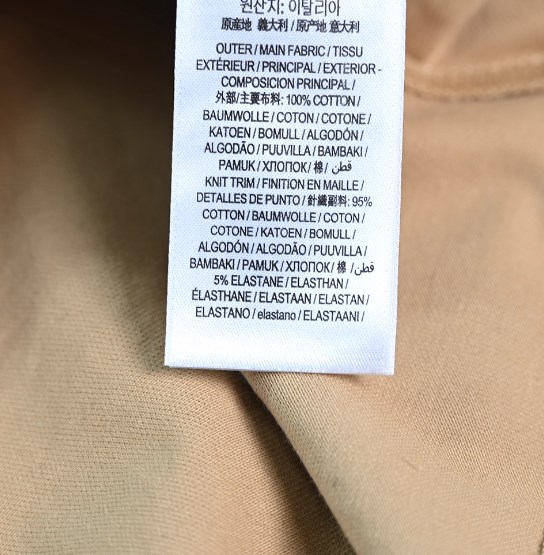 원산지: 이탈리아
原産地 義大利 / 原产地 意大利
OUTER / MAIN FABRIC / TISSU
EXTÉRIEUR / PRINCIPAL / EXTERIOR -
COMPOSICION PRINCIPAL /
外部/主要布料: 100% COTTON /
BAUMWOLLE / COTON / COTONE /
KATOEN / BOMULL / ALGODÓN /
ALGODÃO / PUUVILLA / BAMBAKI /
PAMUK / ХЛОПОК / 棉 / قطن
KNIT TRIM / FINITION EN MAILLE /
DETALLES DE PUNTO / 針織副料: 95%
COTTON / BAUMWOLLE / COTON /
COTONE / KATOEN / BOMULL /
ALGODÓN / ALGODÃO / PUUVILLA /
BAMBAKI / PAMUK / ХЛОПОК / 棉 / قطن /
5% ELASTANE / ELASTHAN /
ÉLASTHANE / ELASTAAN / ELASTAN /
ELASTANO / elastano / ELASTAANI /